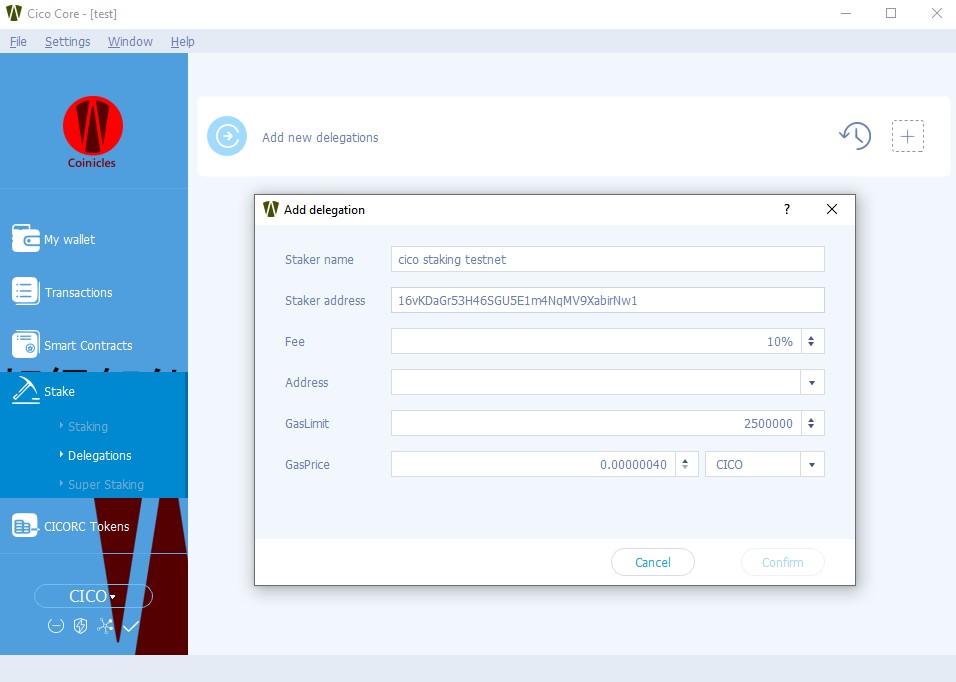 Cico Core - [test]
File Settings Window Help
Coinicles
Add new delegations
My wallet
Transactions
Smart Contracts
Stake
Staking
Delegations
Super Staking
CICORC Tokens
CICO
Add delegation ?
Staker name cico staking testnet
Staker address 16vKDaGr53H46SGU5E1m4NqMV9XabirNw1
Fee 10%
Address
GasLimit 2500000
GasPrice 0.00000040 CICO
Cancel Confirm